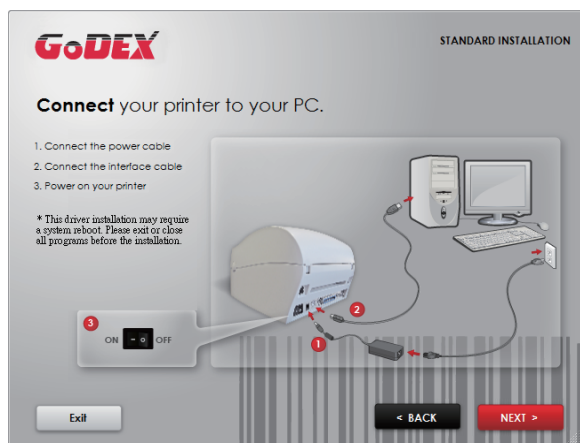 GoDEX
STANDARD INSTALLATION
Connect your printer to your PC.
1. Connect the power cable
2. Connect the interface cable
3. Power on your printer
* This driver installation may require
a system reboot. Please exit or close
all programs before the installation.
3
ON
OFF
2
1
Exit
< BACK
NEXT >